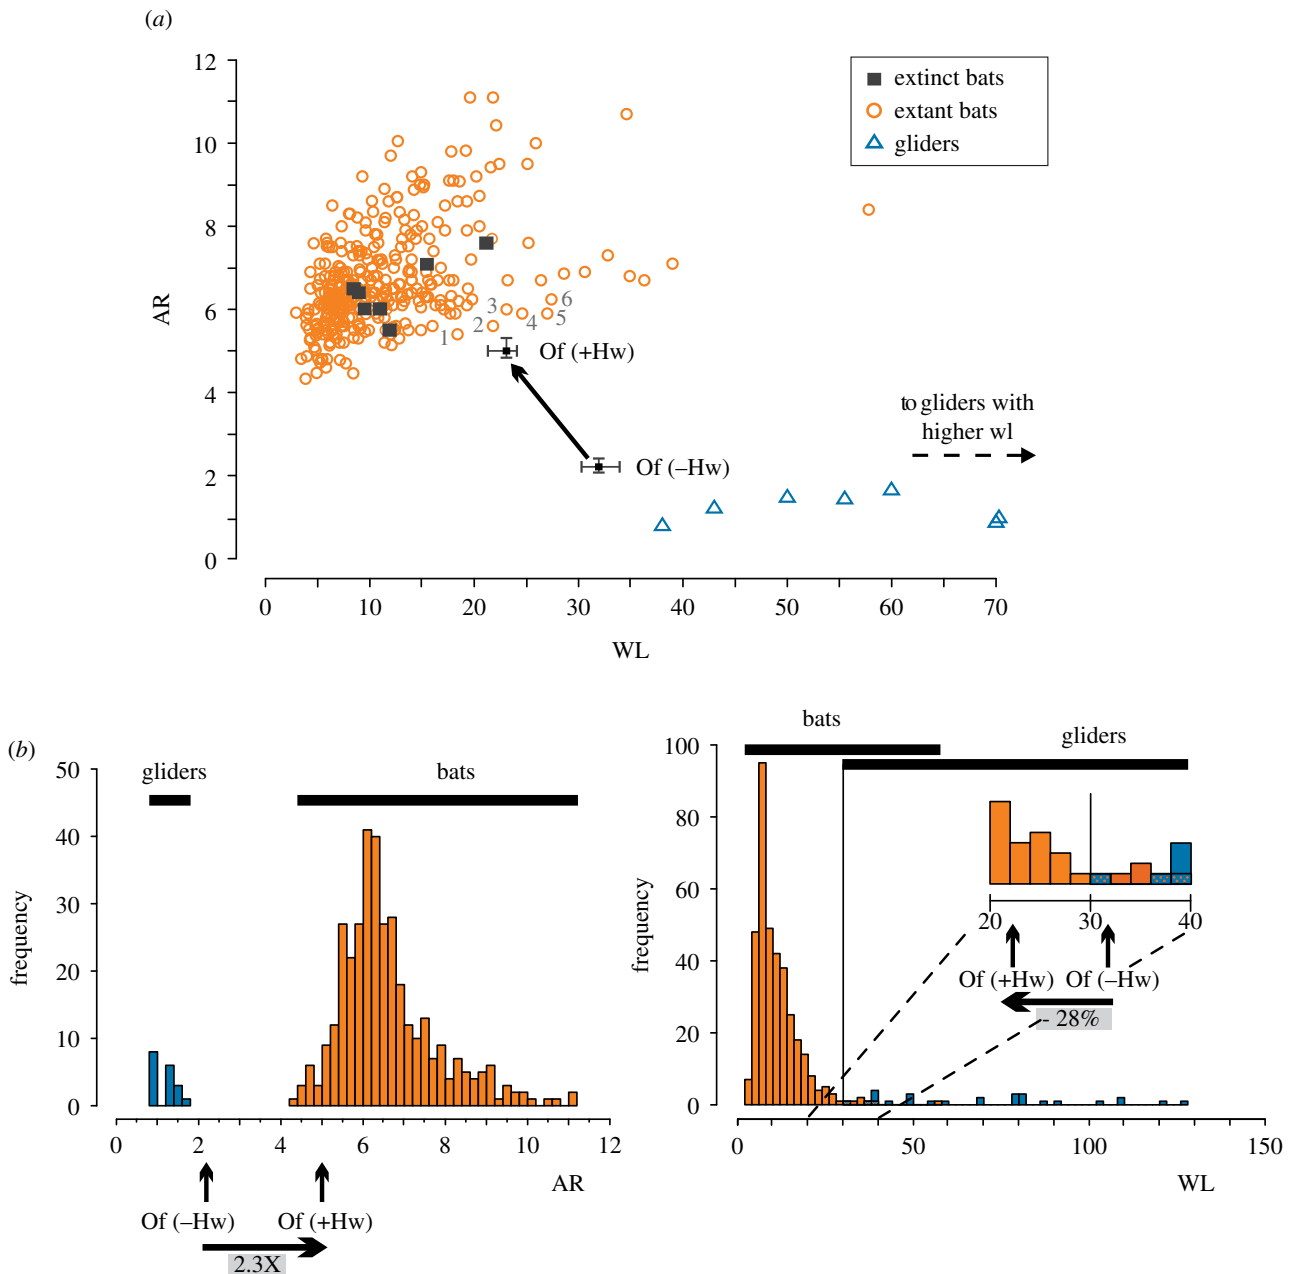 (a)
12
10
8
6
4
2
0
AR
extinct bats
extant bats
gliders
1
2
3
4
5
6
Of (+Hw)
Of (–Hw)
to gliders with
higher wl
0 10 20 30 40 50 60 70
WL
(b)
50
40
30
20
10
0
frequency
gliders
bats
0 2 4 6 8 10 12
AR
Of (–Hw)
Of (+Hw)
2.3X
bats
gliders
100
80
60
40
20
0
frequency
20 30 40
Of (+Hw)
Of (–Hw)
- 28%
0 50 100 150
WL